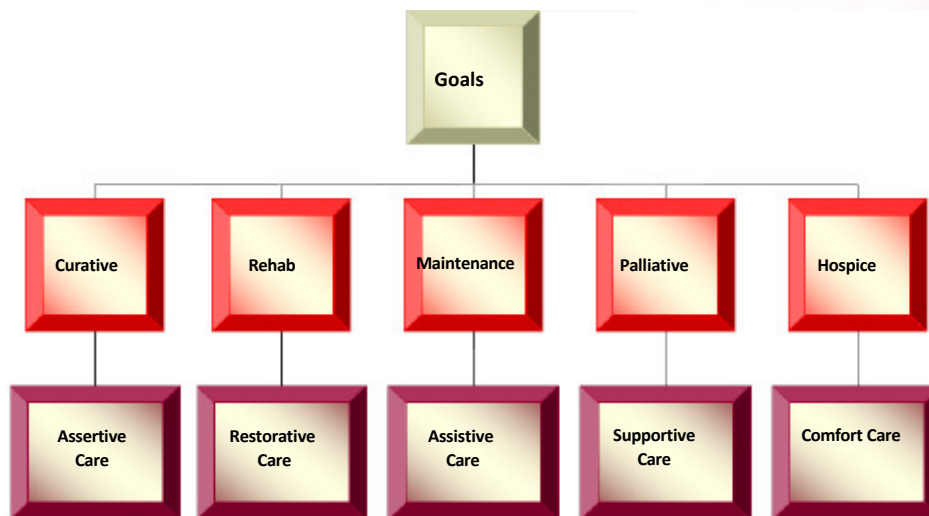 Goals
Curative
Rehab
Maintenance
Palliative
Hospice
Assertive
Care
Restorative
Care
Assistive
Care
Supportive
Care
Comfort Care